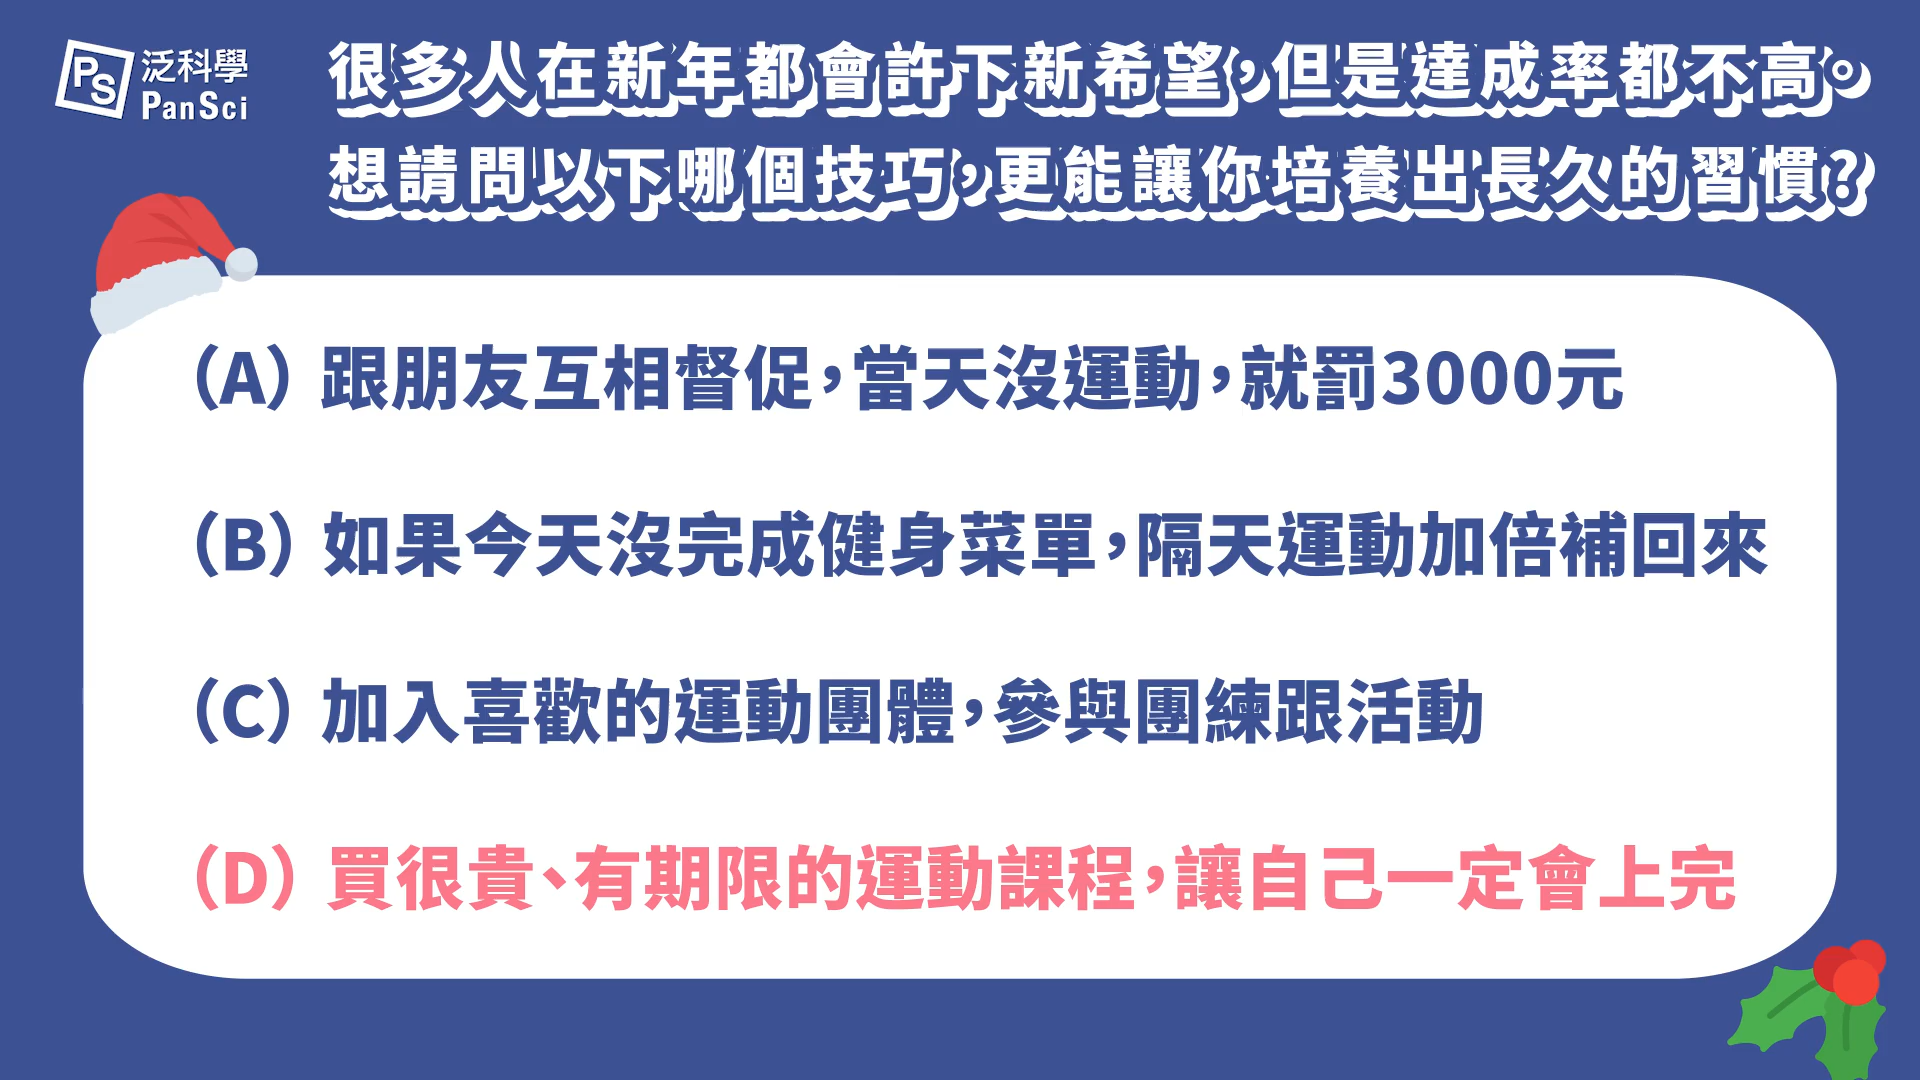 PS
泛科學
PanSci
很多人在新年都會許下新希望，但是達成率都不高。
想請問以下哪個技巧，更能讓你培養出長久的習慣？
（A）跟朋友互相督促，當天沒運動，就罰3000元
（B）如果今天沒完成健身菜單，隔天運動加倍補回來
（C）加入喜歡的運動團體，參與團練跟活動
（D）買很貴、有期限的運動課程，讓自己一定會上完